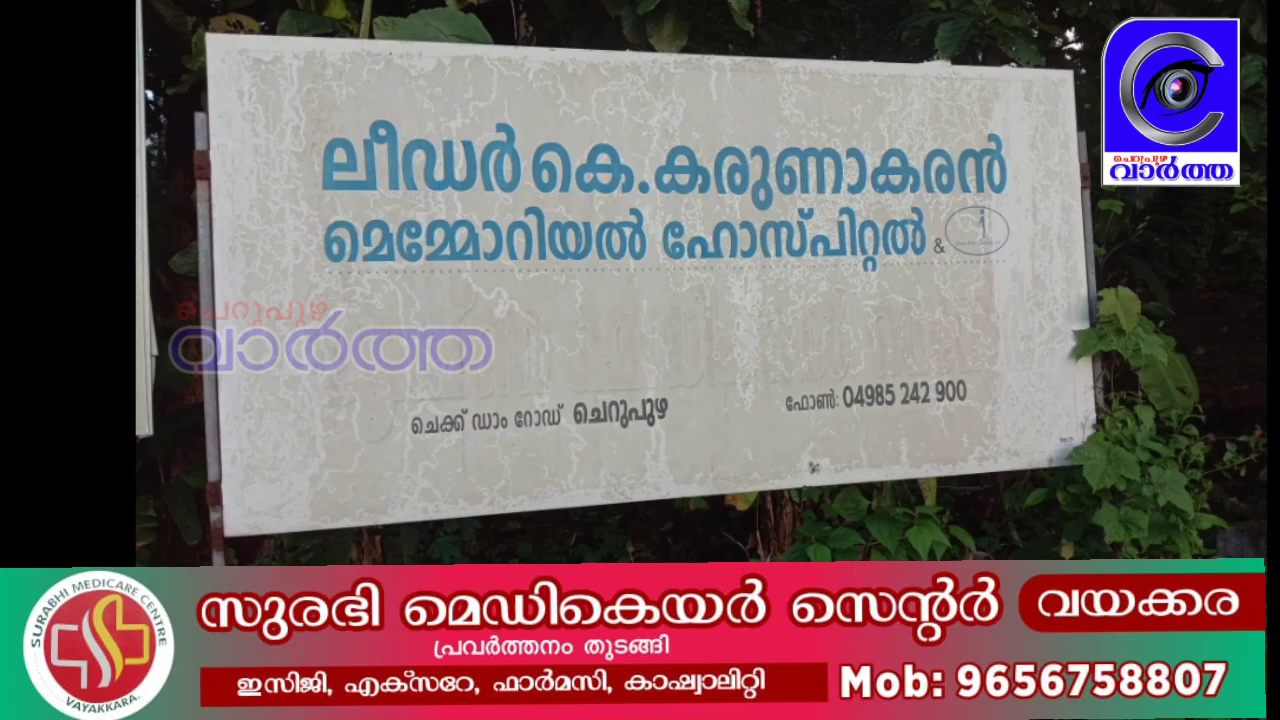 ലീഡർ കെ.കരുണാകരൻ
മെമ്മോറിയൽ ഹോസ്പിറ്റൽ &
ചെക്ക് ഡാം റോഡ് ചെറുപുഴ
ഫോൺ: 04985 242 900
tech
ചെറുപുഴ
വാർത്ത
ചെറുപുഴ
വാർത്ത
SURABHI MEDICARE CENTRE
VAYAKKARA.
സുരഭി മെഡികെയർ സെന്റർ വയക്കര
പ്രവർത്തനം തുടങ്ങി
ഇസിജി, എക്സറേ, ഫാർമസി, കാഷ്വാലിറ്റി
Mob: 9656758807